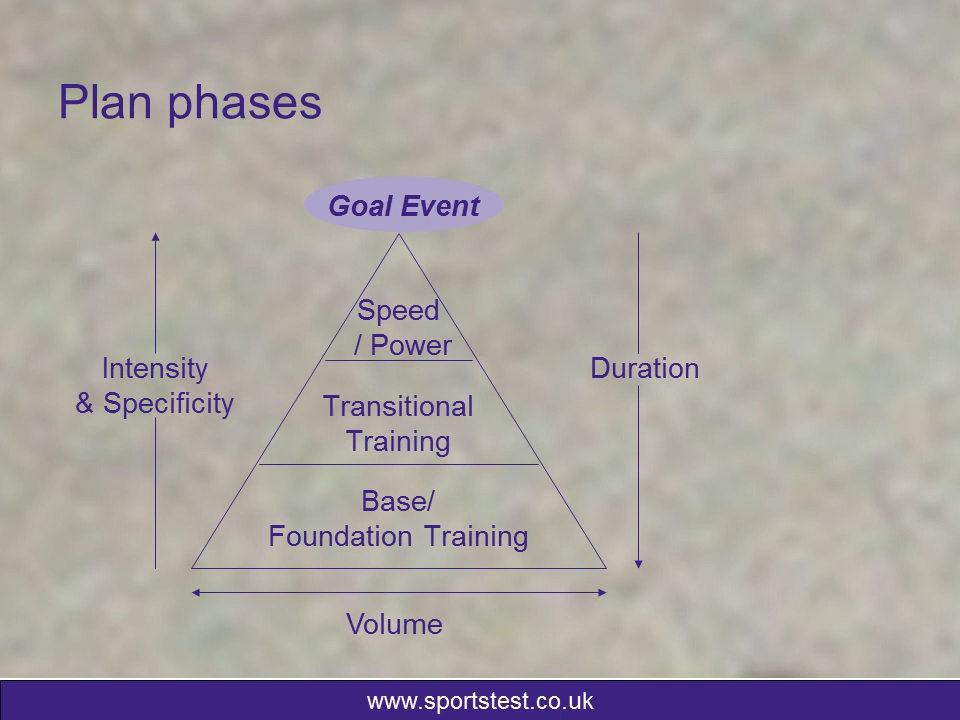 Plan phases
Goal Event
Speed
/ Power
Intensity
& Specificity
Duration
Transitional
Training
Base/
Foundation Training
Volume
www.sportstest.co.uk